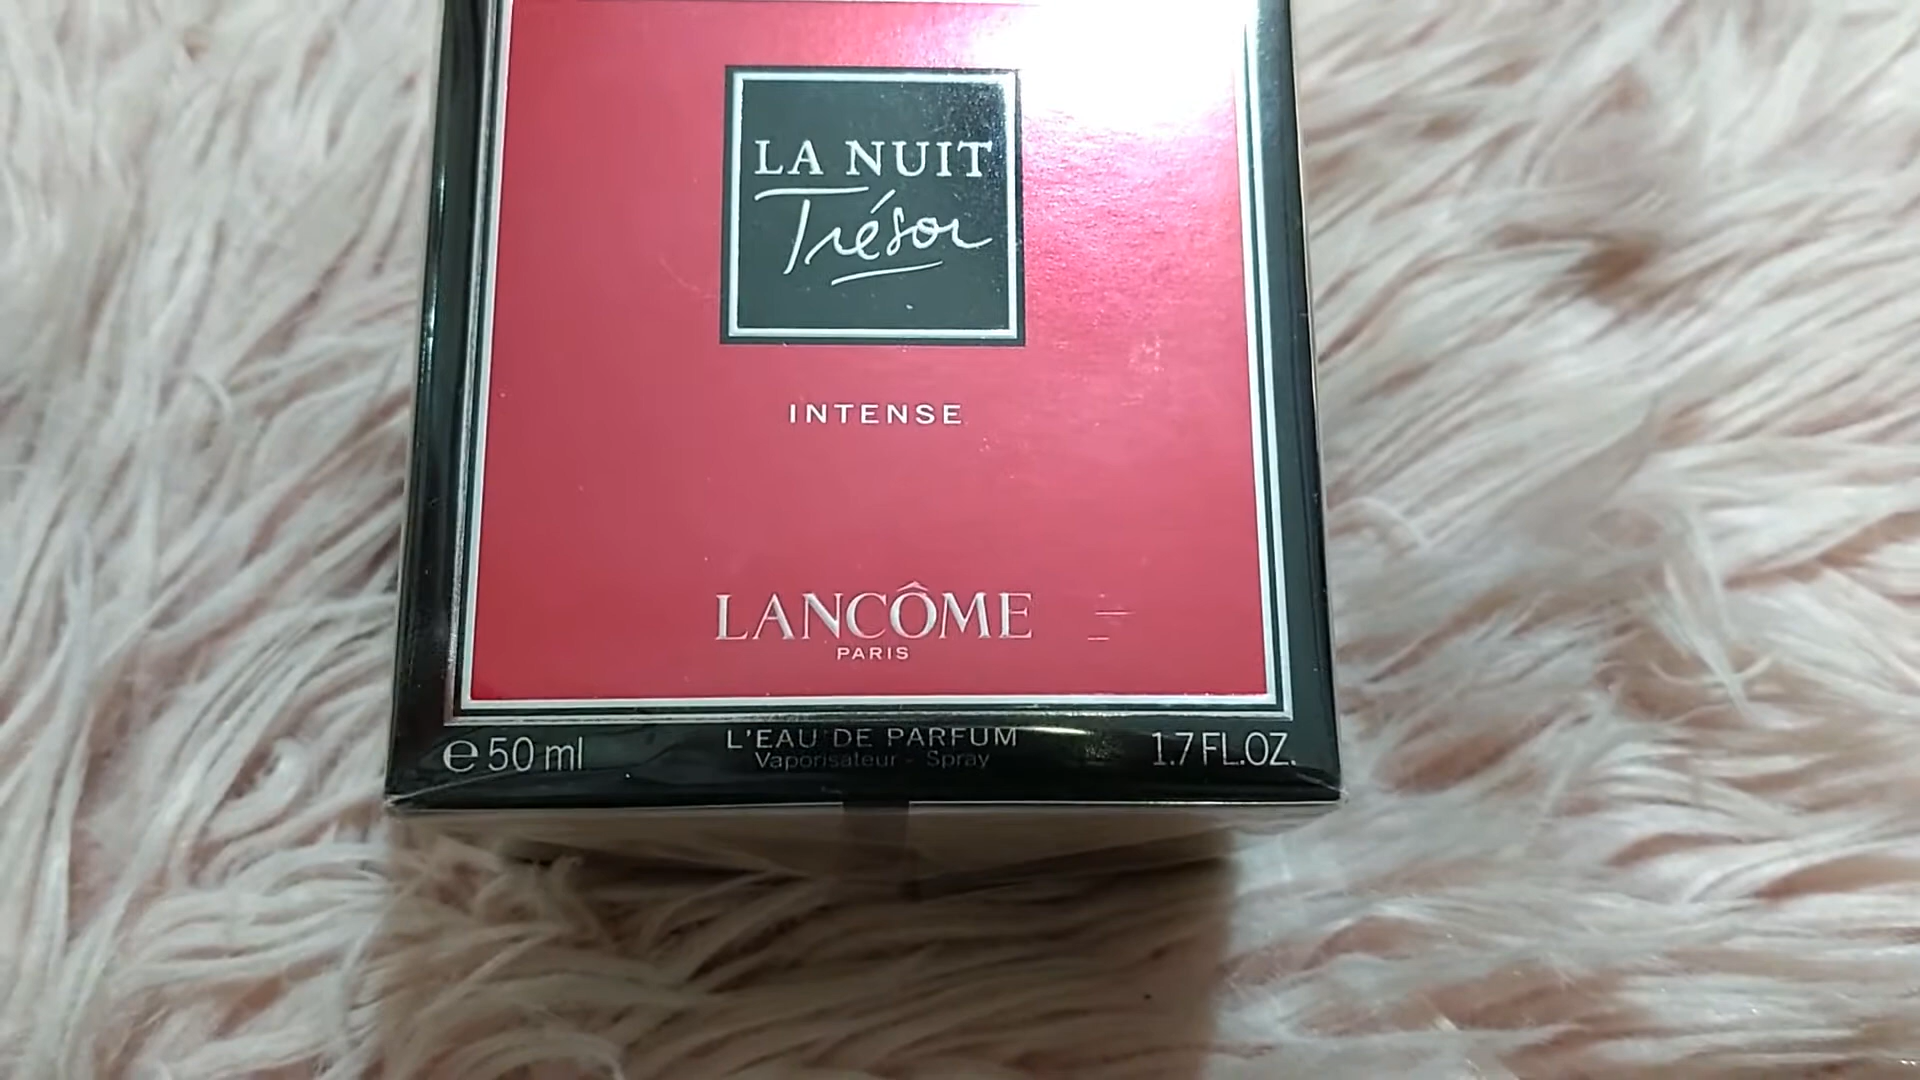 LA NUIT
Trésor
INTENSE
LANCÔME
PARIS
L'EAU DE PARFUM
Vaporisateur - Spray
℮50 ml
1.7 FL.OZ.